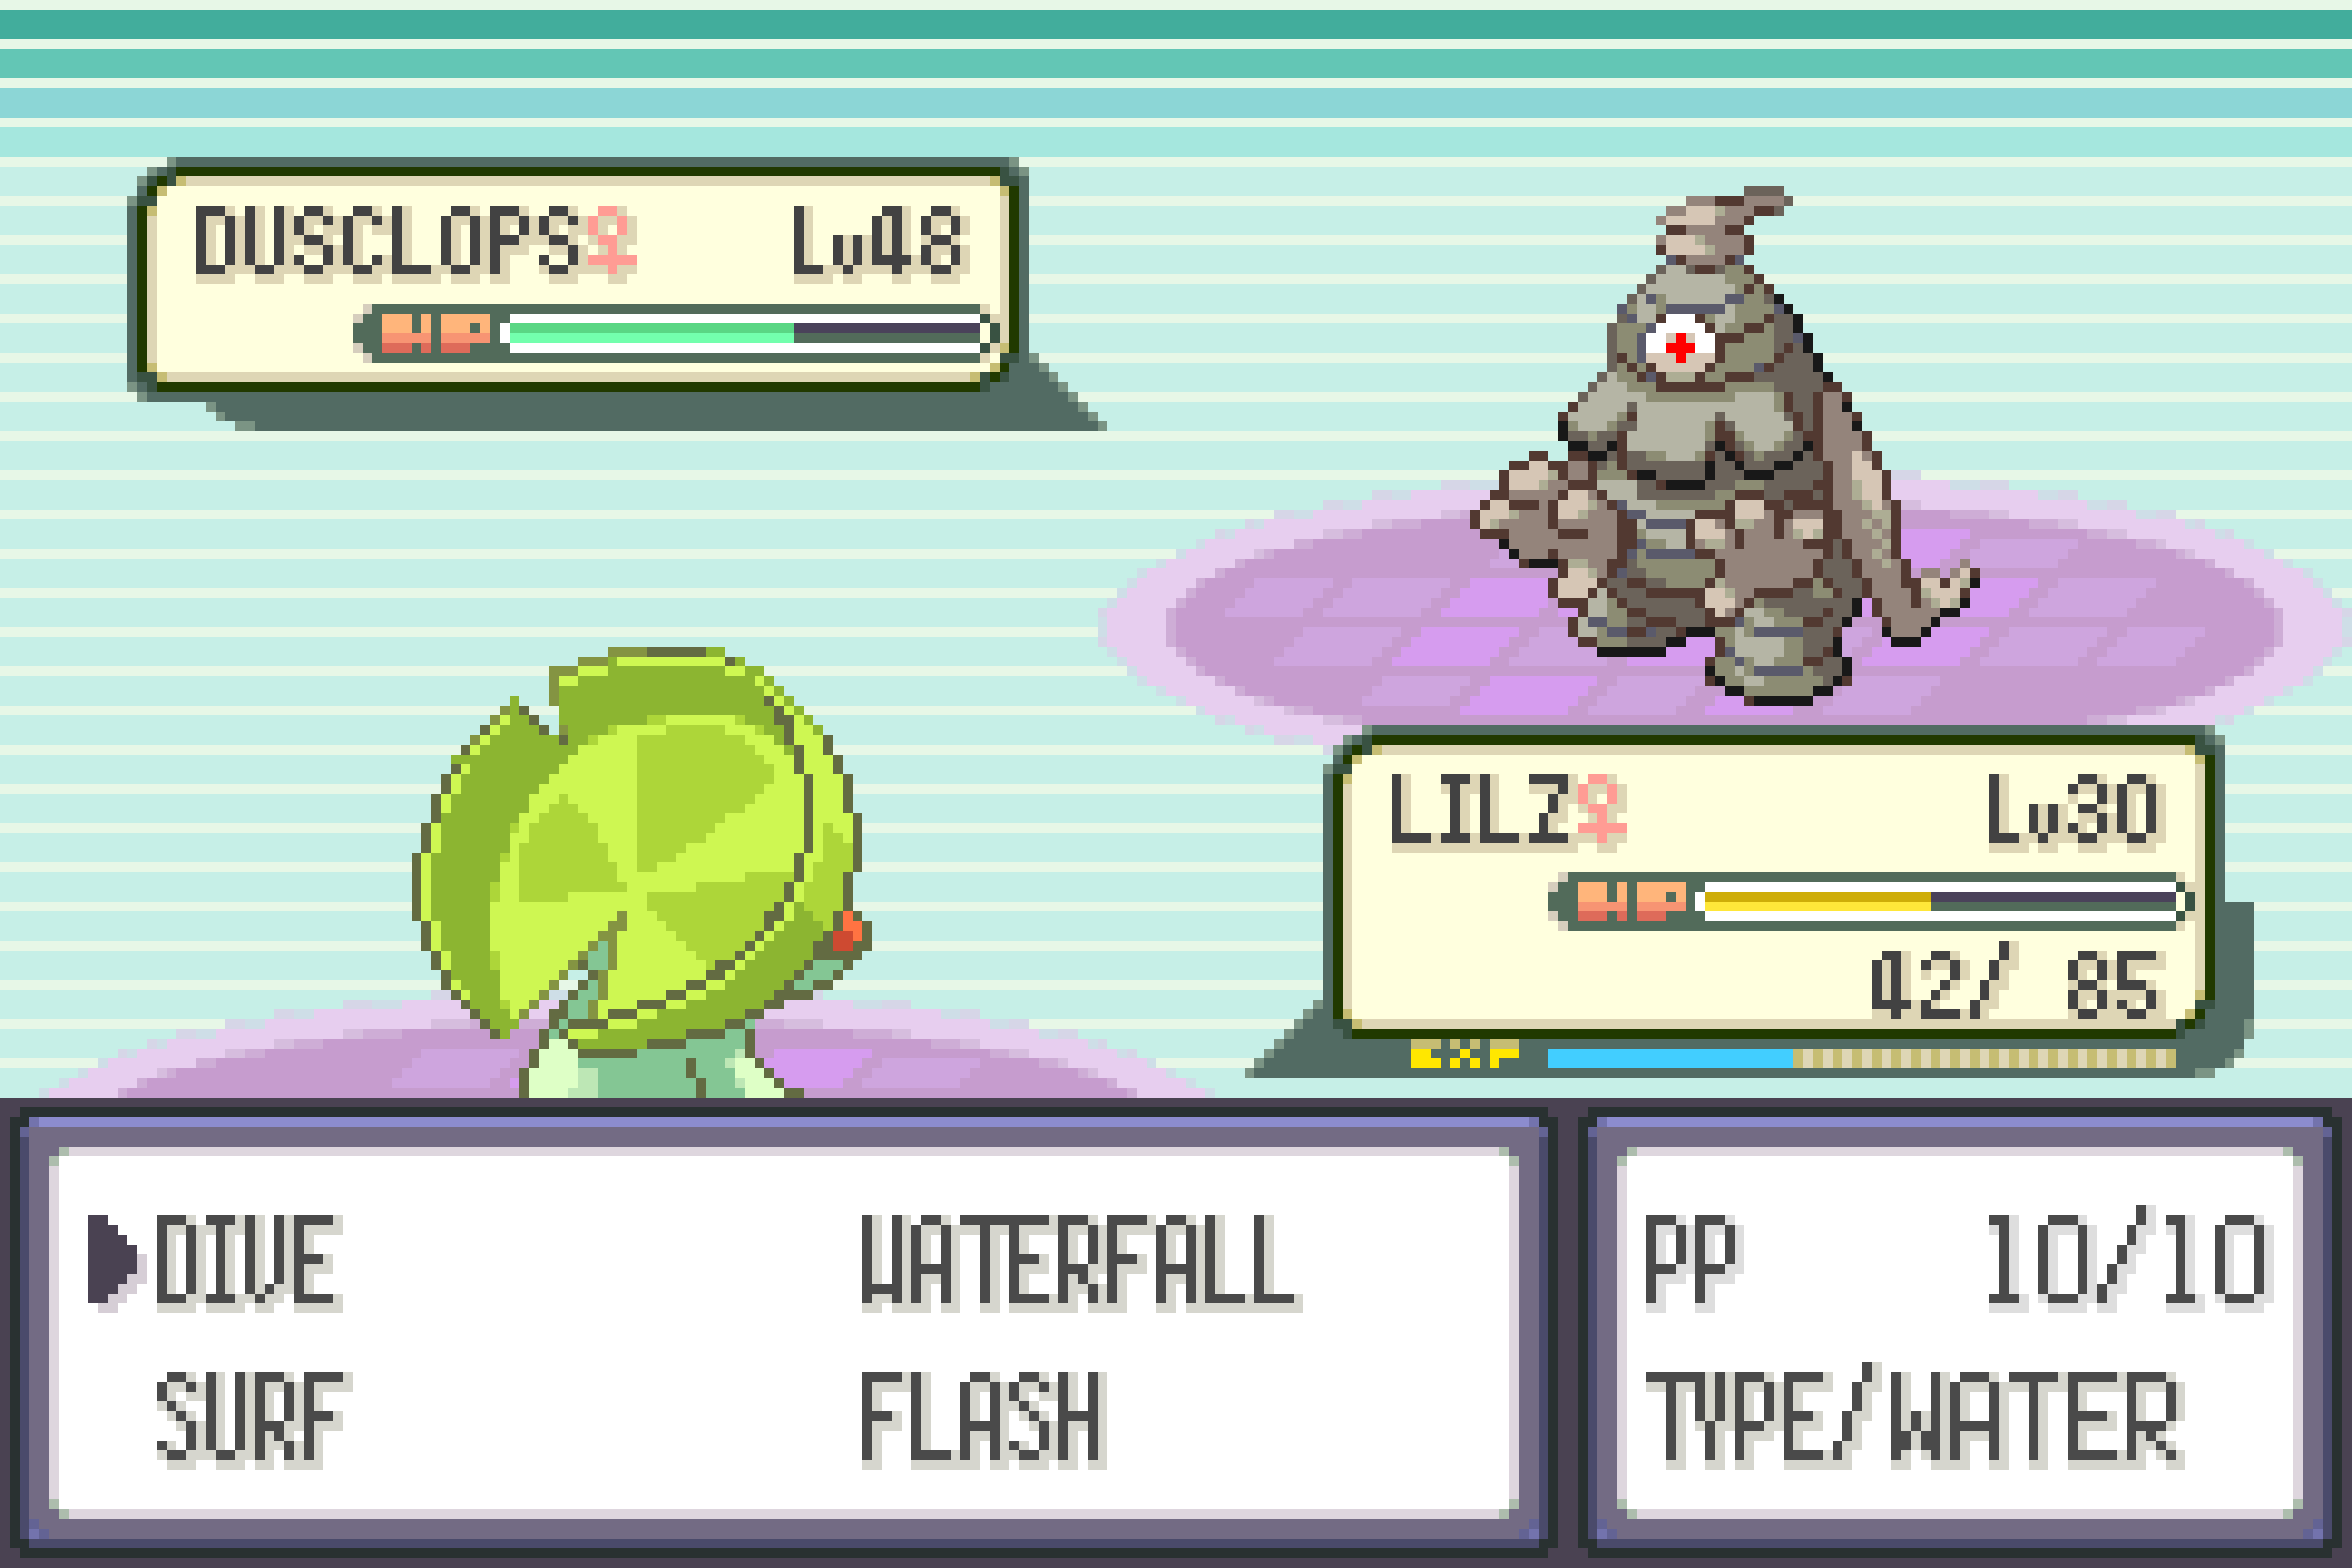 DUSCLOPS♀ Lv48
HP
LILZ♀ Lv30
HP
42/ 85
EXP
DIVE WATERFALL
SURF FLASH
PP 10/10
TYPE/WATER